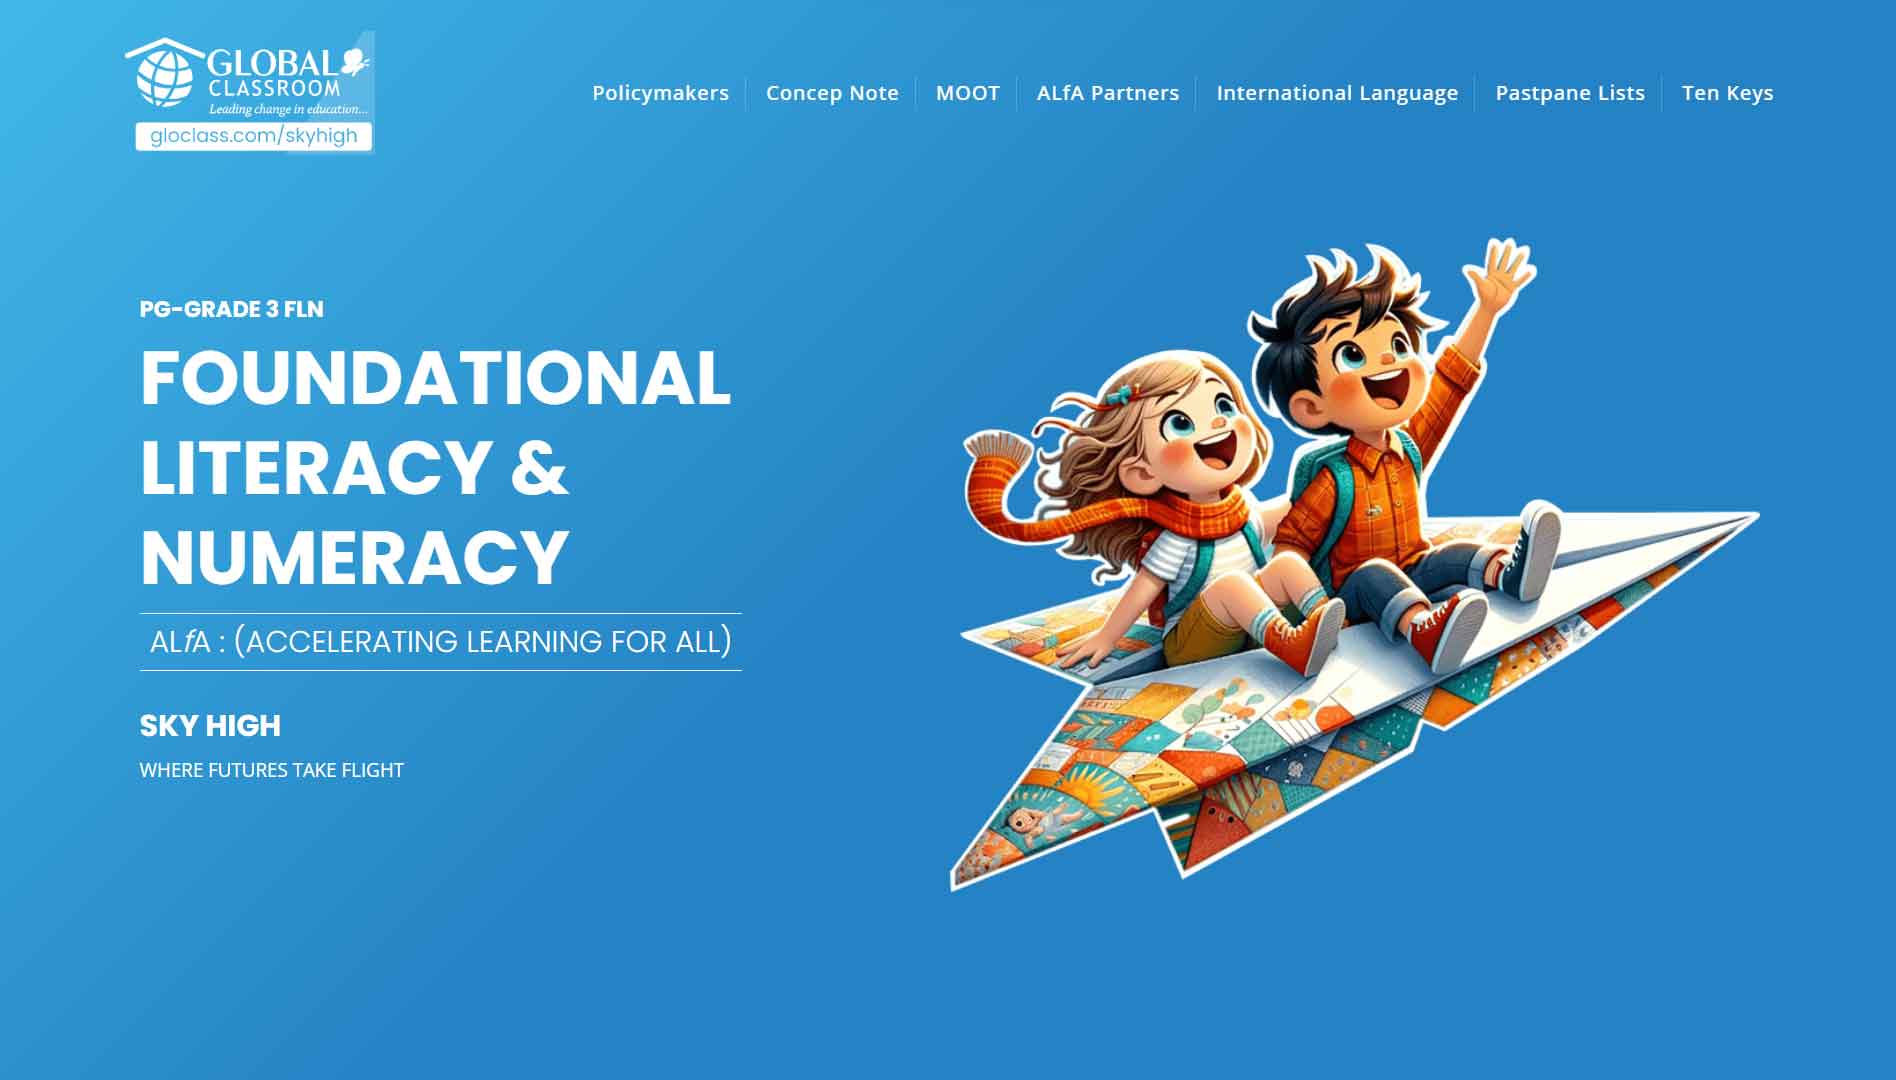 GLOBAL
CLASSROOM
Leading change in education...
gloclass.com/skyhigh
Policymakers
Concep Note
MOOT
ALfA Partners
International Language
Pastpane Lists
Ten Keys
PG-GRADE 3 FLN
FOUNDATIONAL
LITERACY &
NUMERACY
ALfA : (ACCELERATING LEARNING FOR ALL)
SKY HIGH
WHERE FUTURES TAKE FLIGHT